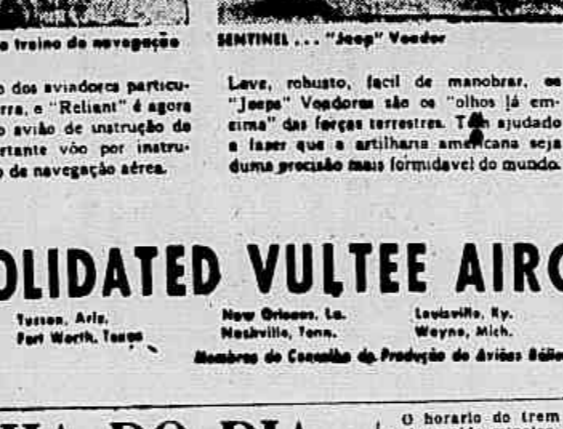 o treino de navegação
SENTINEL ... "Jeep" Voador
o dos aviadores particu-
rra, o "Reliant" é agora
o avião de instrução de
rtante vôo por instru-
o de navegação aérea.
Leve, robusto, facil de manobrar, os
"Jeeps" Voadores são os "olhos lá em-
cima" das forças terrestres. Têm ajudado
a fazer que a artilharia americana seja
duma precisão mais formidavel do mundo.
OLIDATED VULTEE AIRC
Tucson, Ariz.
Fort Worth, Texas
New Orleans, La.
Nashville, Tenn.
Louisville, Ky.
Wayne, Mich.
Membros do Conselho de Produção de Aviões
DO DIA
O horario do trem